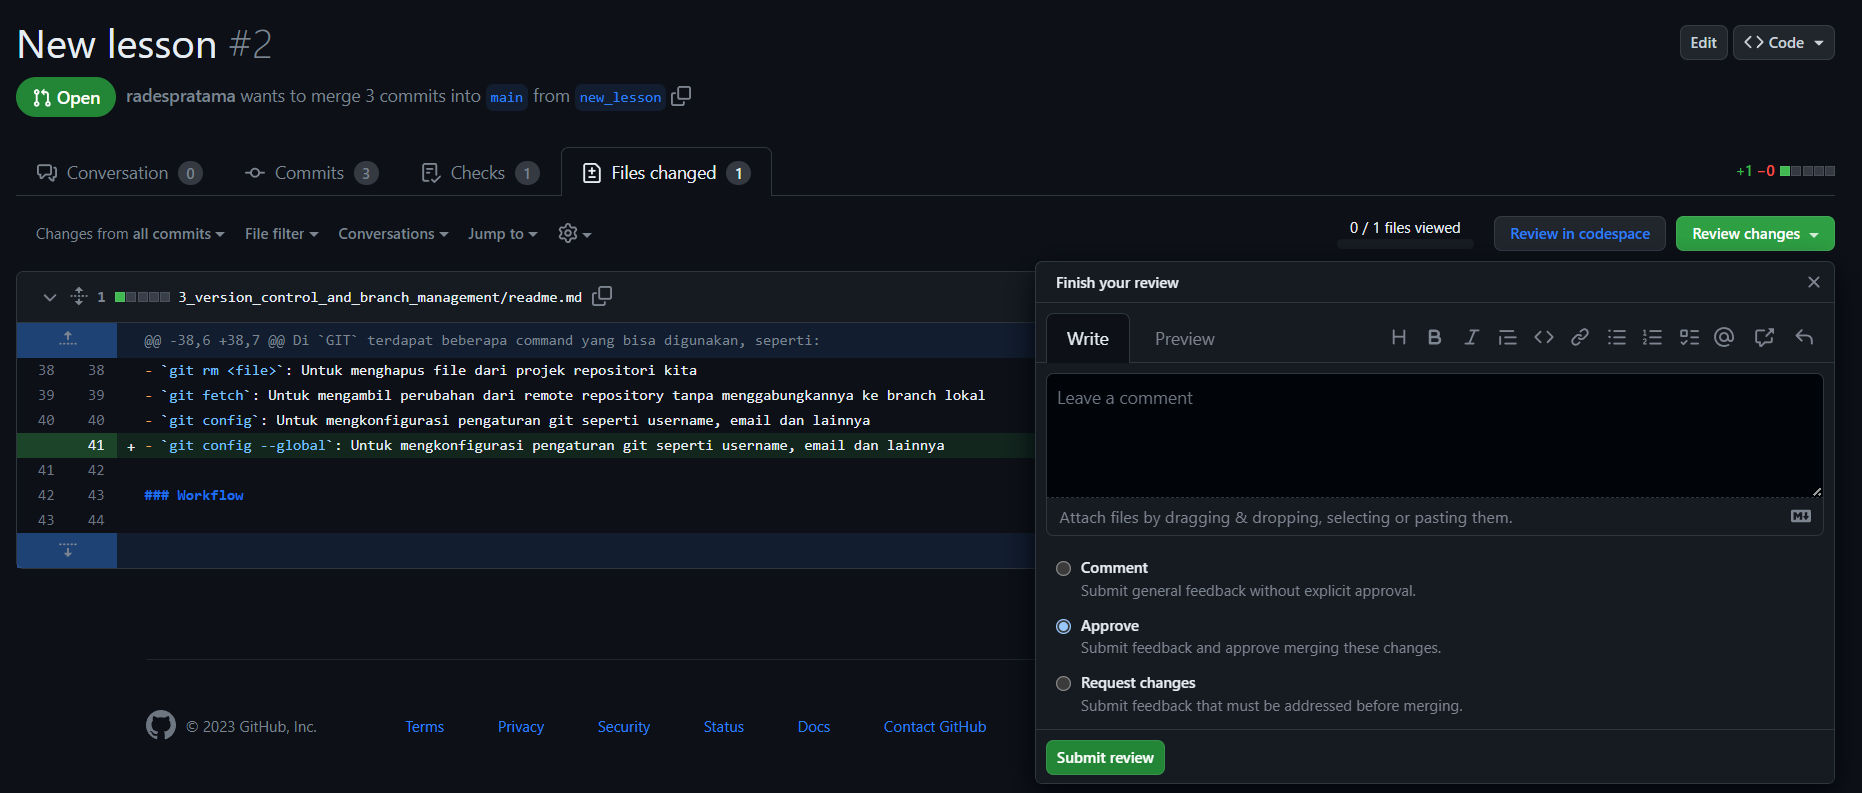 New lesson #2
Edit
<> Code
Open
radespratama wants to merge 3 commits into main from new_lesson
Conversation 0
Commits 3
Checks 1
Files changed 1
+1 −0
Changes from all commits
File filter
Conversations
Jump to
0 / 1 files viewed
Review in codespace
Review changes
1 3_version_control_and_branch_management/readme.md
@@ -38,6 +38,7 @@ Di `GIT` terdapat beberapa command yang bisa digunakan, seperti:
38 38 - `git rm <file>`: Untuk menghapus file dari projek repositori kita
39 39 - `git fetch`: Untuk mengambil perubahan dari remote repository tanpa menggabungkannya ke branch lokal
40 40 - `git config`: Untuk mengkonfigurasi pengaturan git seperti username, email dan lainnya
41 + - `git config --global`: Untuk mengkonfigurasi pengaturan git seperti username, email dan lainnya
41 42
42 43 ### Workflow
43 44
Finish your review
Write
Preview
Leave a comment
Attach files by dragging & dropping, selecting or pasting them.
Comment
Submit general feedback without explicit approval.
Approve
Submit feedback and approve merging these changes.
Request changes
Submit feedback that must be addressed before merging.
Submit review
© 2023 GitHub, Inc.
Terms
Privacy
Security
Status
Docs
Contact GitHub